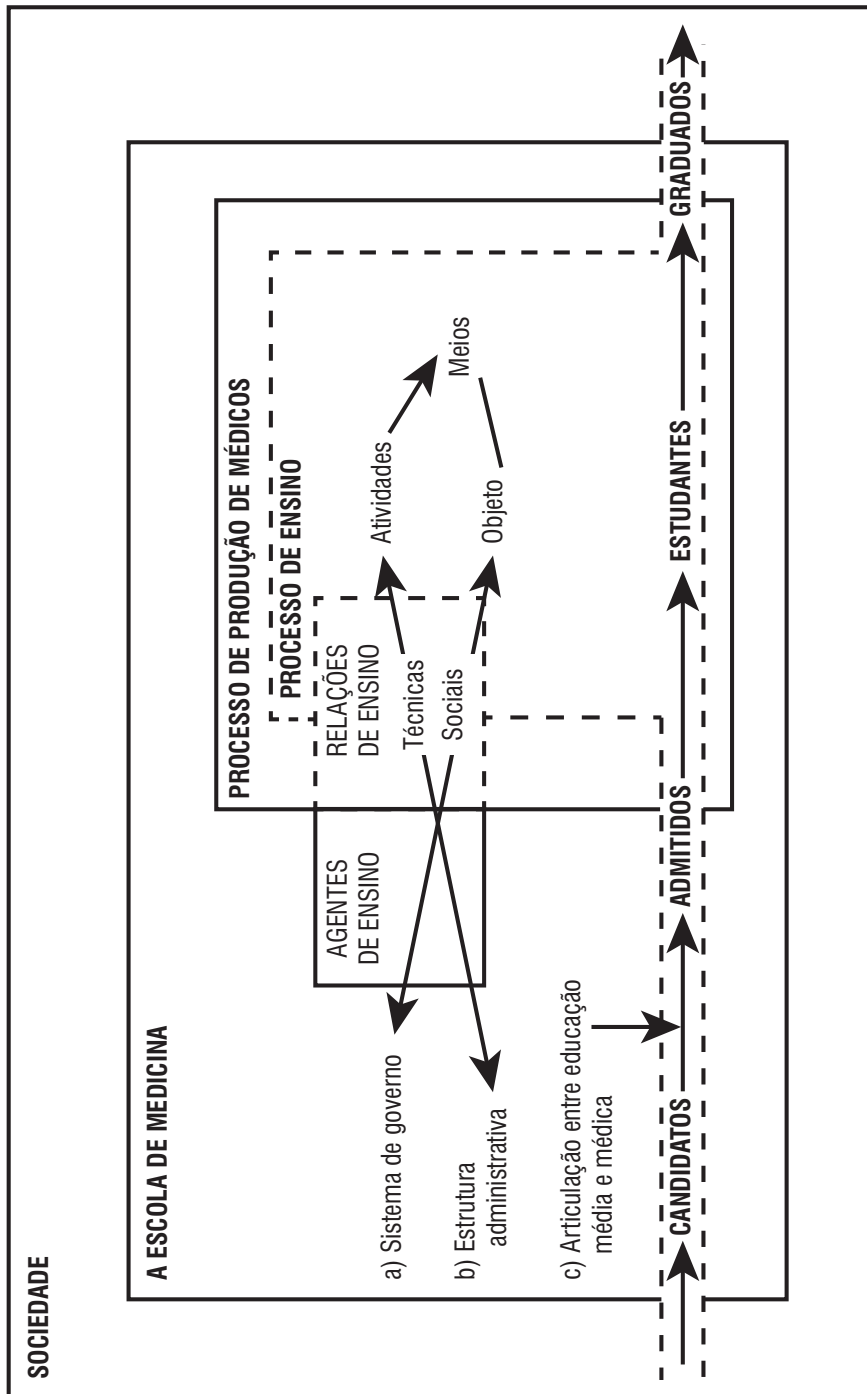 SOCIEDADE
A ESCOLA DE MEDICINA
PROCESSO DE PRODUÇÃO DE MÉDICOS
PROCESSO DE ENSINO
AGENTES
DE ENSINO
RELAÇÕES
DE ENSINO
Técnicas
Sociais
Atividades
Objeto
Meios
a) Sistema de governo
b) Estrutura
administrativa
c) Articulação entre educação
média e médica
CANDIDATOS
ADMITIDOS
ESTUDANTES
GRADUADOS